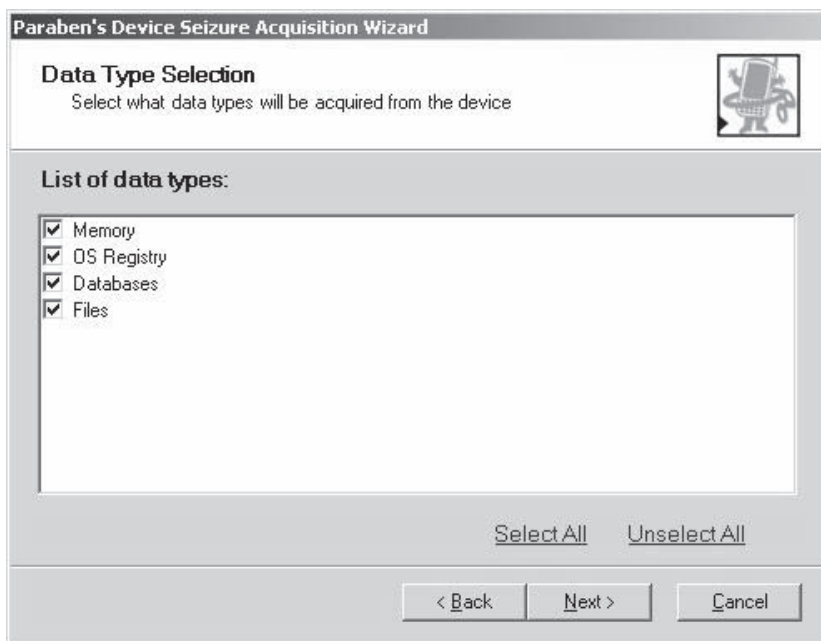 Paraben's Device Seizure Acquisition Wizard
Data Type Selection
Select what data types will be acquired from the device
List of data types:
Memory
OS Registry
Databases
Files
Select All Unselect All
< Back Next > Cancel